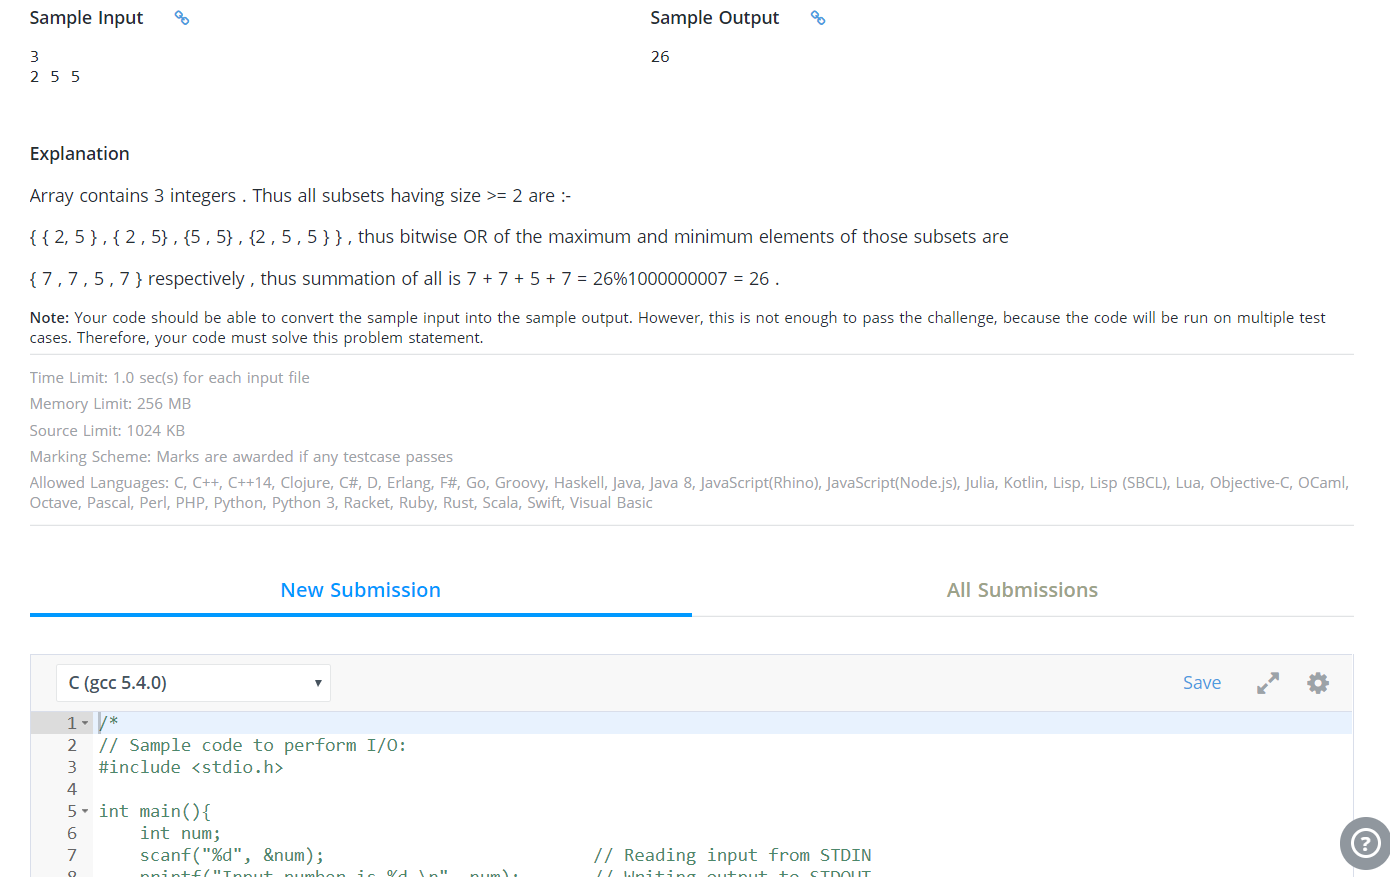 Sample Input
Sample Output
3
2 5 5
26
Explanation
Array contains 3 integers . Thus all subsets having size >= 2 are :-
{ { 2, 5 } , { 2 , 5} , {5 , 5} , {2 , 5 , 5 } } , thus bitwise OR of the maximum and minimum elements of those subsets are
{ 7 , 7 , 5 , 7 } respectively , thus summation of all is 7 + 7 + 5 + 7 = 26%1000000007 = 26 .
Note: Your code should be able to convert the sample input into the sample output. However, this is not enough to pass the challenge, because the code will be run on multiple test
cases. Therefore, your code must solve this problem statement.
Time Limit: 1.0 sec(s) for each input file
Memory Limit: 256 MB
Source Limit: 1024 KB
Marking Scheme: Marks are awarded if any testcase passes
Allowed Languages: C, C++, C++14, Clojure, C#, D, Erlang, F#, Go, Groovy, Haskell, Java, Java 8, JavaScript(Rhino), JavaScript(Node.js), Julia, Kotlin, Lisp, Lisp (SBCL), Lua, Objective-C, OCaml,
Octave, Pascal, Perl, PHP, Python, Python 3, Racket, Ruby, Rust, Scala, Swift, Visual Basic
New Submission
All Submissions
C (gcc 5.4.0)
Save
1 /*
2 // Sample code to perform I/O:
3 #include <stdio.h>
4
5 int main(){
6 int num;
7 scanf("%d", &num); // Reading input from STDIN
8 printf("Input number is %d.\n", num); // Writing output to STDOUT
?